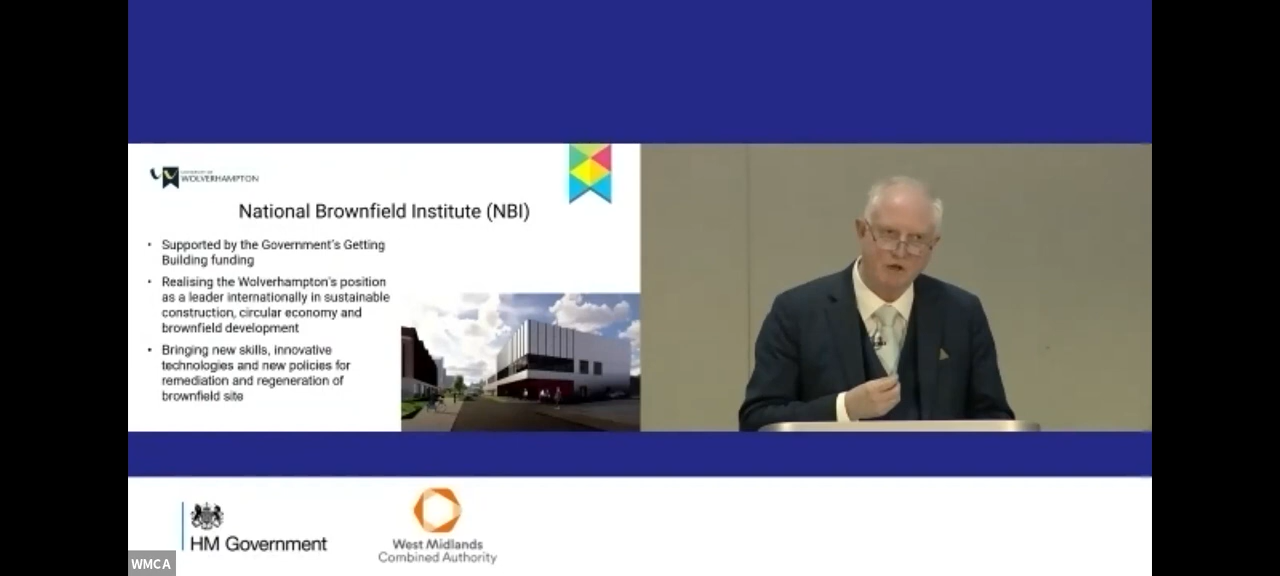 UNIVERSITY OF
WOLVERHAMPTON
National Brownfield Institute (NBI)
• Supported by the Government's Getting
Building funding
• Realising the Wolverhampton's position
as a leader internationally in sustainable
construction, circular economy and
brownfield development
• Bringing new skills, innovative
technologies and new policies for
remediation and regeneration of
brownfield site
HM Government
West Midlands
Combined Authority
WMCA